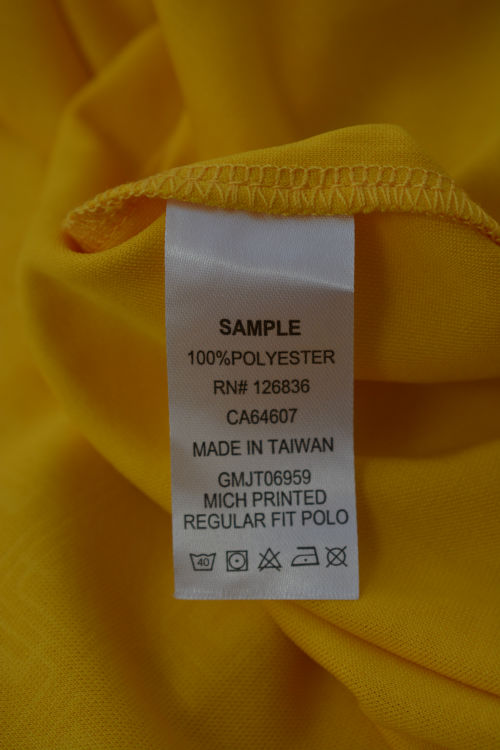 SAMPLE
100%POLYESTER
RN# 126836
CA64607
MADE IN TAIWAN
GMJT06959
MICH PRINTED
REGULAR FIT POLO
40